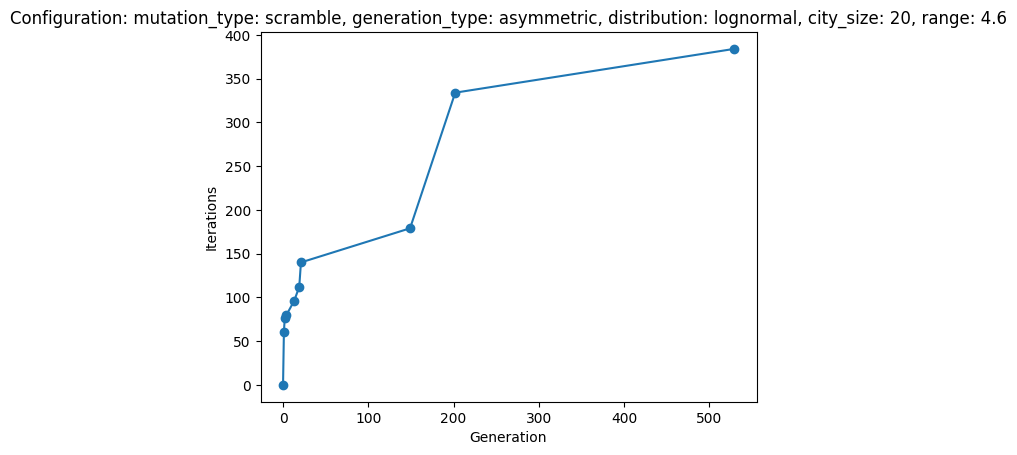 Configuration: mutation_type: scramble, generation_type: asymmetric, distribution: lognormal, city_size: 20, range: 4.6
400
350
300
250
200
150
100
50
0
Iterations
0 100 200 300 400 500
Generation